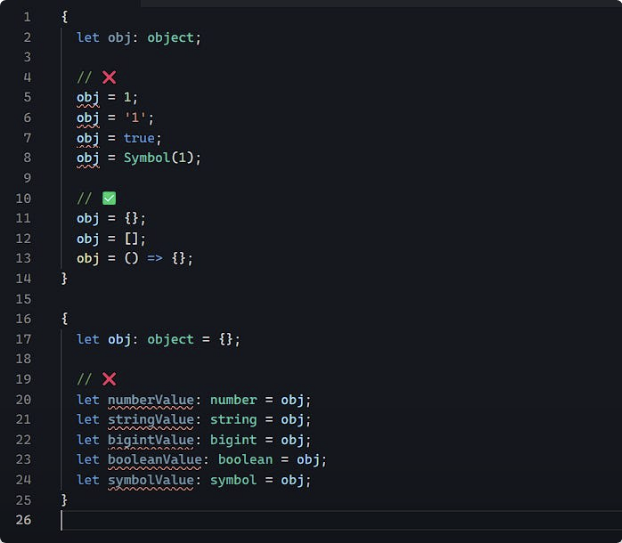 1 {
2   let obj: object;
3
4   // ❌
5   obj = 1;
6   obj = '1';
7   obj = true;
8   obj = Symbol(1);
9
10   // ✅
11   obj = {};
12   obj = [];
13   obj = () => {};
14 }
15
16 {
17   let obj: object = {};
18
19   // ❌
20   let numberValue: number = obj;
21   let stringValue: string = obj;
22   let bigintValue: bigint = obj;
23   let booleanValue: boolean = obj;
24   let symbolValue: symbol = obj;
25 }
26